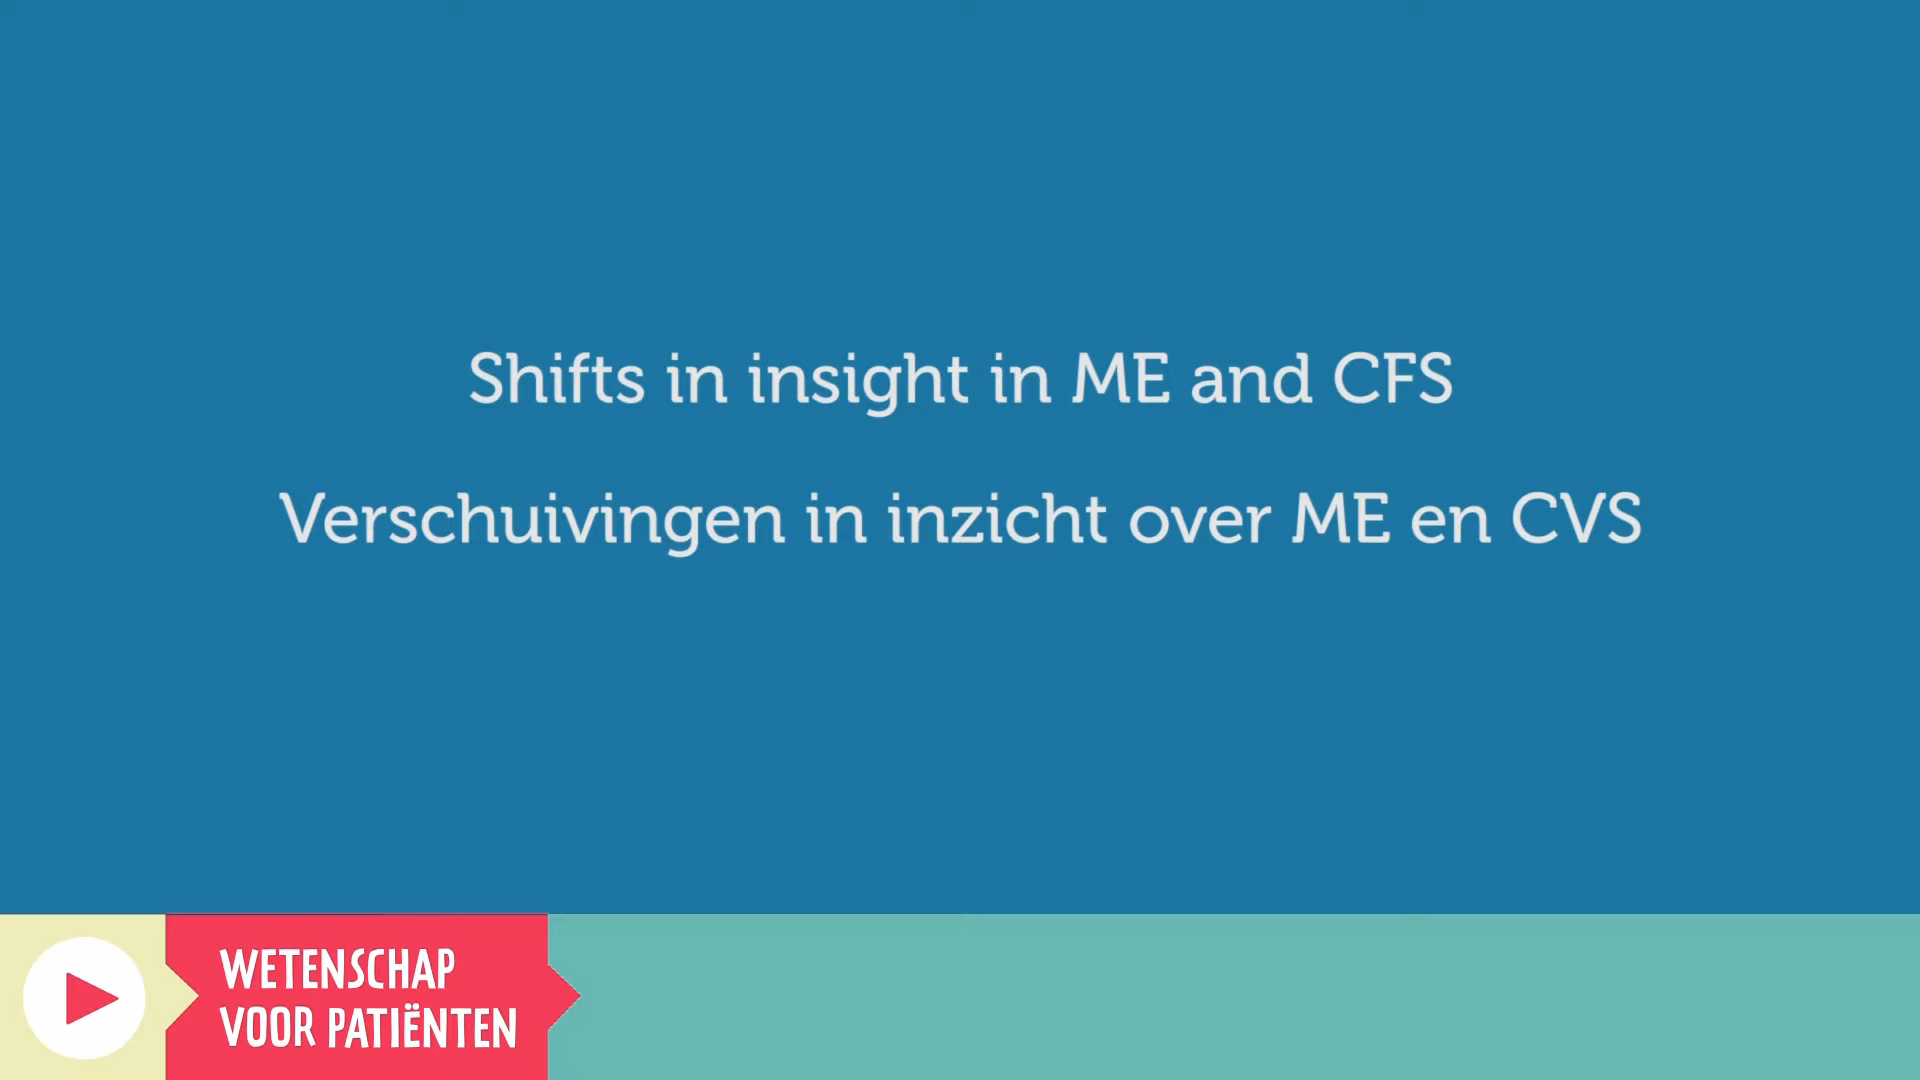 Shifts in insight in ME and CFS
Verschuivingen in inzicht over ME en CVS
WETENSCHAP
VOOR PATIËNTEN